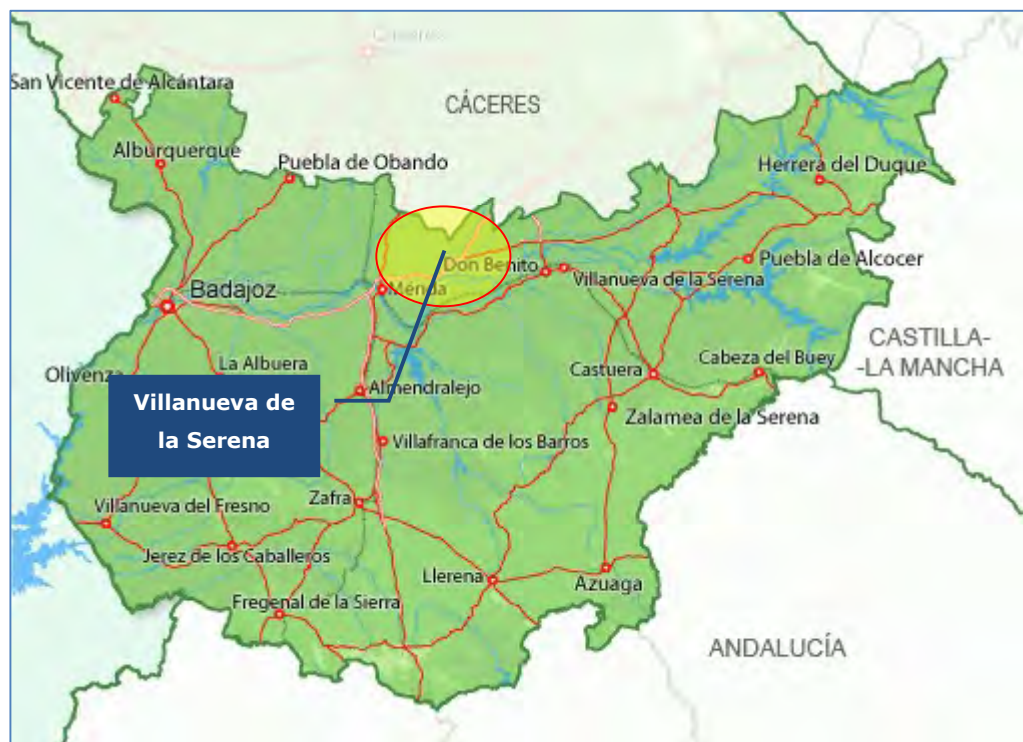 Cáceres
San Vicente de Alcántara
CÁCERES
Alburquerque
Puebla de Obando
Herrera del Duque
Don Benito
Villanueva de la Serena
Puebla de Alcocer
Badajoz
Mérida
CASTILLA-
-LA MANCHA
Olivenza
La Albuera
Almendralejo
Castuera
Cabeza del Buey
Villanueva de
la Serena
Zalamea de la Serena
Villafranca de los Barros
Zafra
Villanueva del Fresno
Jerez de los Caballeros
Llerena
Azuaga
Fregenal de la Sierra
ANDALUCÍA